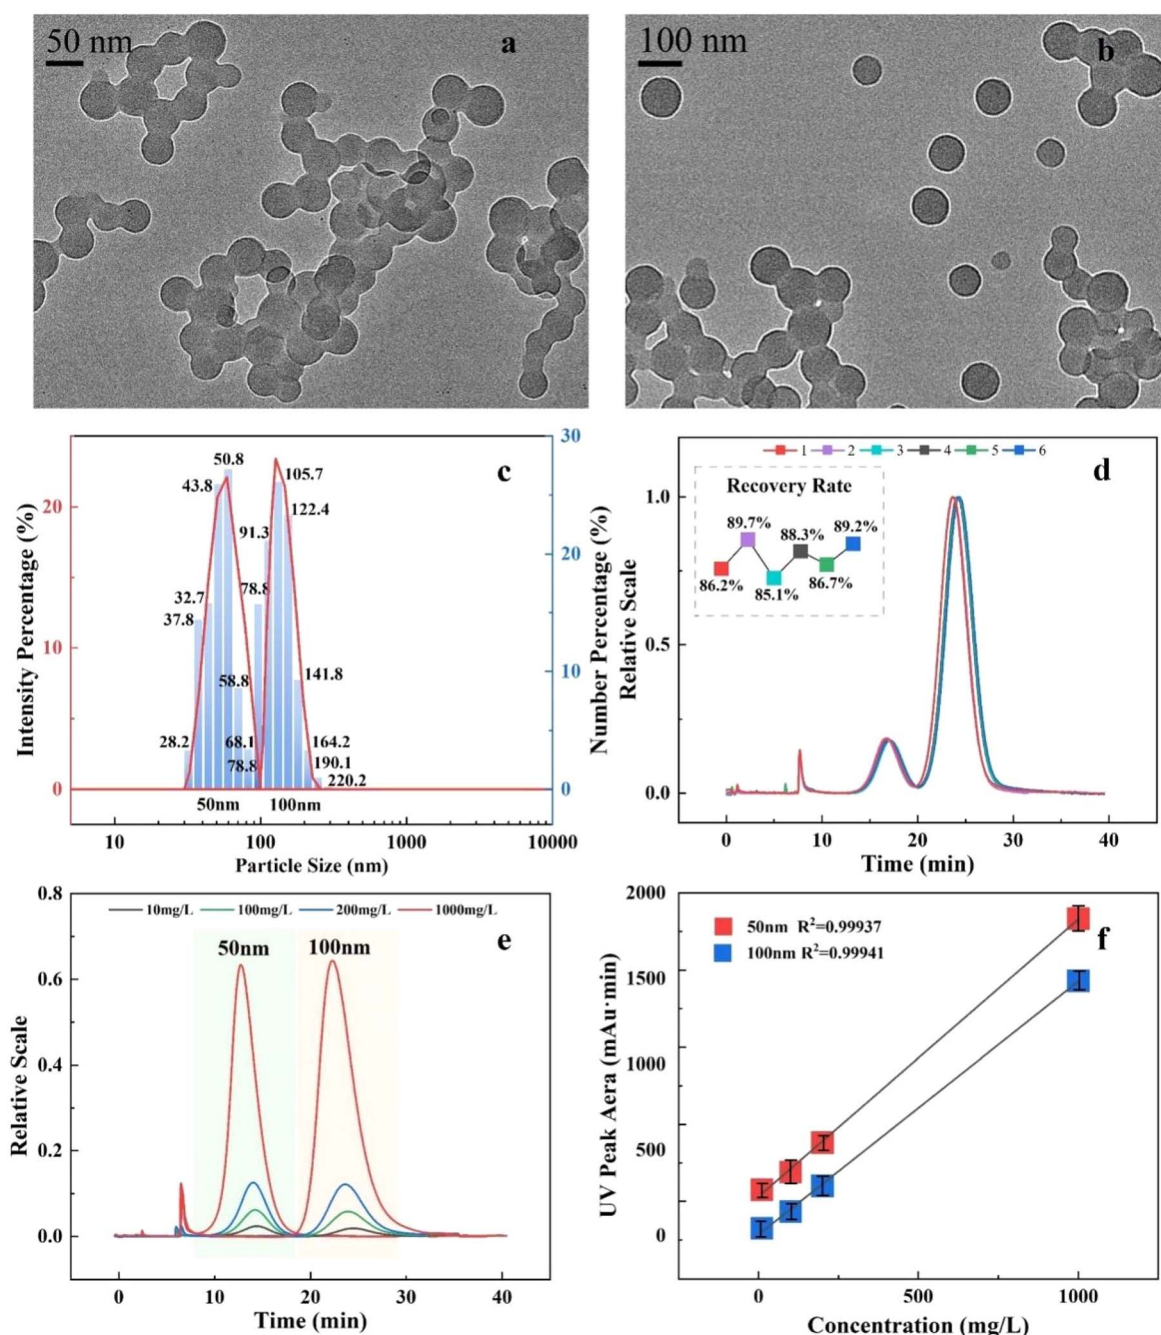 50 nm
a
100 nm
b
c
Intensity Percentage (%)
20
10
0
30
20
10
0
Number Percentage (%)
50.8
43.8
32.7
37.8
28.2
58.8
68.1
78.8
91.3
78.8
105.7
122.4
141.8
164.2
190.1
220.2
50nm
100nm
10
100
1000
10000
Particle Size (nm)
1 2 3 4 5 6
d
Recovery Rate
86.2%
89.7%
85.1%
88.3%
86.7%
89.2%
Relative Scale
1.0
0.5
0.0
0
10
20
30
40
Time (min)
10mg/L 100mg/L 200mg/L 1000mg/L
e
50nm
100nm
Relative Scale
0.8
0.6
0.4
0.2
0.0
0
10
20
30
40
Time (min)
50nm R²=0.99937
100nm R²=0.99941
f
UV Peak Aera (mAu·min)
2000
1500
1000
500
0
0
500
1000
Concentration (mg/L)